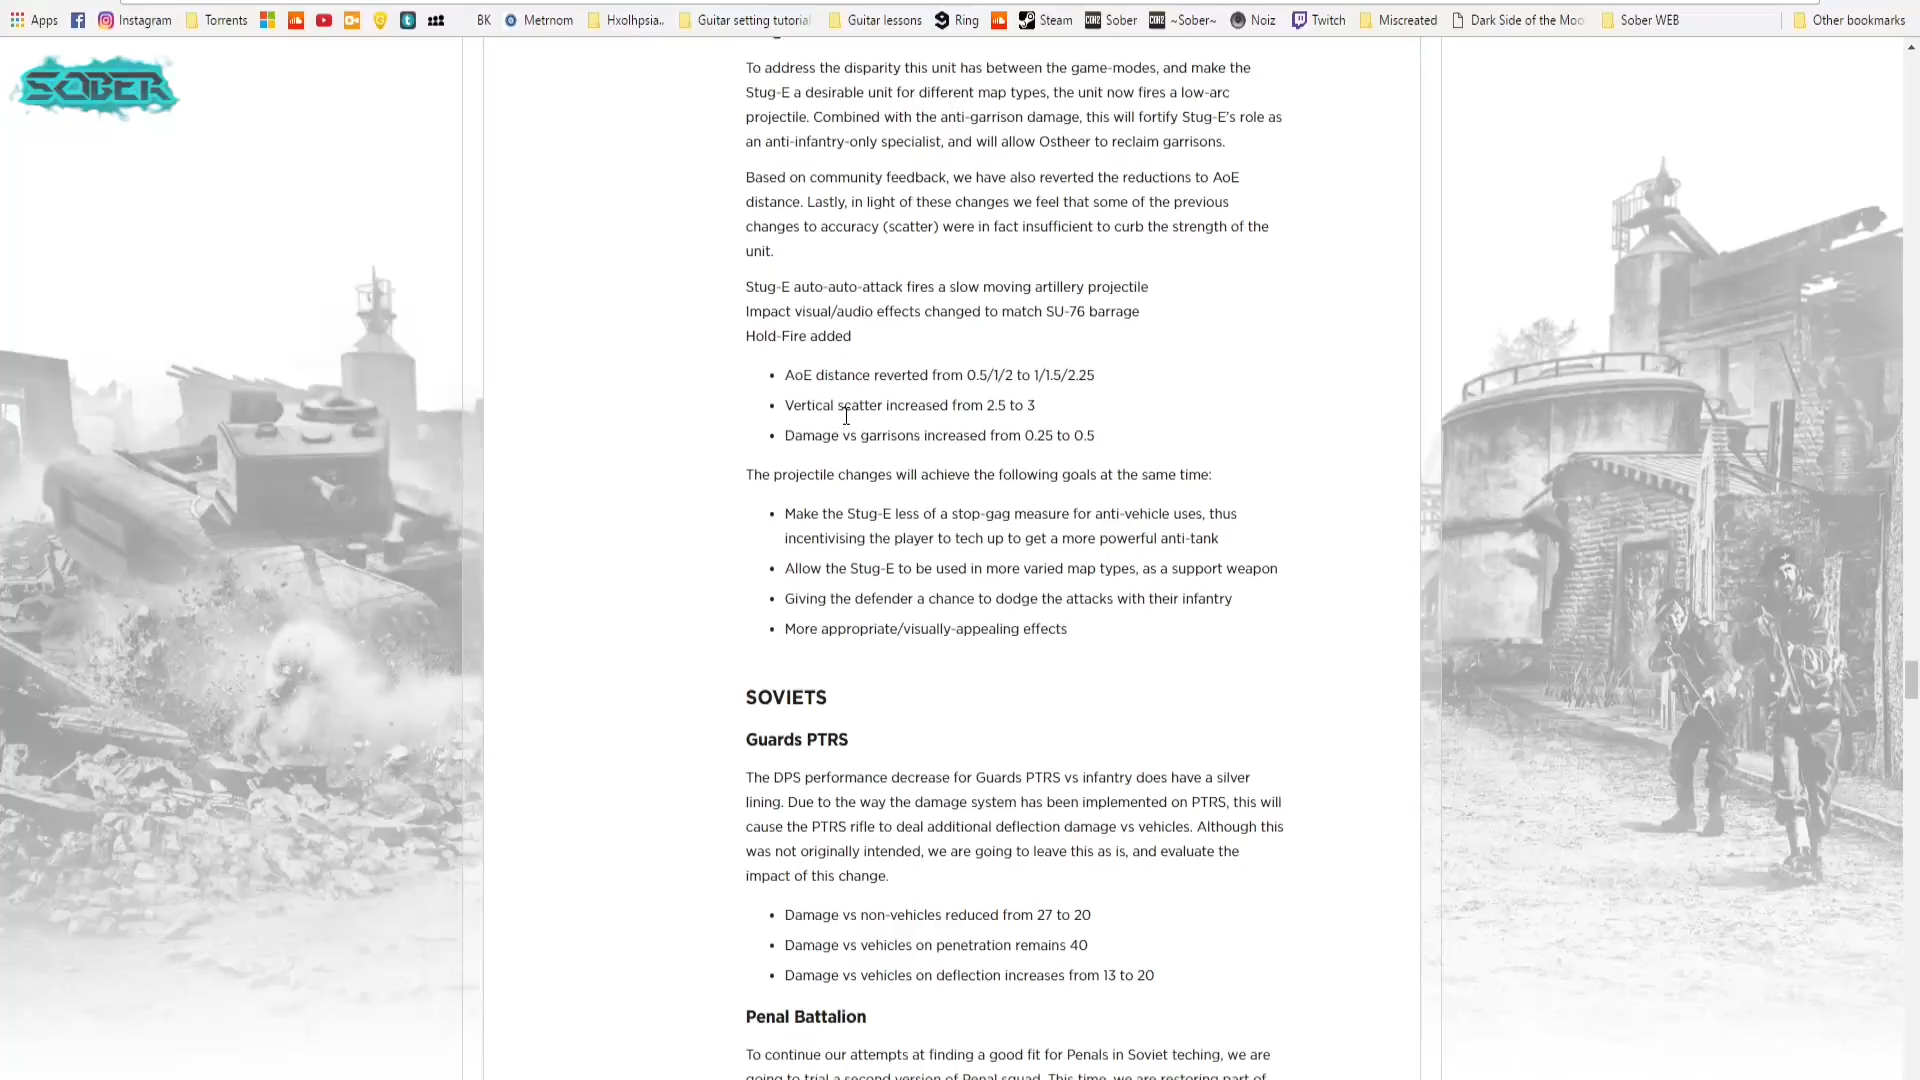 Apps
Instagram
Torrents
BK
Metrnom
Hxolhpsia..
Guitar setting tutorial
Guitar lessons
Ring
Steam
Sober
~Sober~
Noiz
Twitch
Miscreated
Dark Side of the Moo
Sober WEB
Other bookmarks
SOBER
To address the disparity this unit has between the game-modes, and make the
Stug-E a desirable unit for different map types, the unit now fires a low-arc
projectile. Combined with the anti-garrison damage, this will fortify Stug-E's role as
an anti-infantry-only specialist, and will allow Ostheer to reclaim garrisons.
Based on community feedback, we have also reverted the reductions to AoE
distance. Lastly, in light of these changes we feel that some of the previous
changes to accuracy (scatter) were in fact insufficient to curb the strength of the
unit.
Stug-E auto-auto-attack fires a slow moving artillery projectile
Impact visual/audio effects changed to match SU-76 barrage
Hold-Fire added
• AoE distance reverted from 0.5/1/2 to 1/1.5/2.25
• Vertical scatter increased from 2.5 to 3
• Damage vs garrisons increased from 0.25 to 0.5
The projectile changes will achieve the following goals at the same time:
• Make the Stug-E less of a stop-gag measure for anti-vehicle uses, thus
incentivising the player to tech up to get a more powerful anti-tank
• Allow the Stug-E to be used in more varied map types, as a support weapon
• Giving the defender a chance to dodge the attacks with their infantry
• More appropriate/visually-appealing effects
SOVIETS
Guards PTRS
The DPS performance decrease for Guards PTRS vs infantry does have a silver
lining. Due to the way the damage system has been implemented on PTRS, this will
cause the PTRS rifle to deal additional deflection damage vs vehicles. Although this
was not originally intended, we are going to leave this as is, and evaluate the
impact of this change.
• Damage vs non-vehicles reduced from 27 to 20
• Damage vs vehicles on penetration remains 40
• Damage vs vehicles on deflection increases from 13 to 20
Penal Battalion
To continue our attempts at finding a good fit for Penals in Soviet teching, we are
going to trial a second version of Penal squad. This time, we are restoring part of